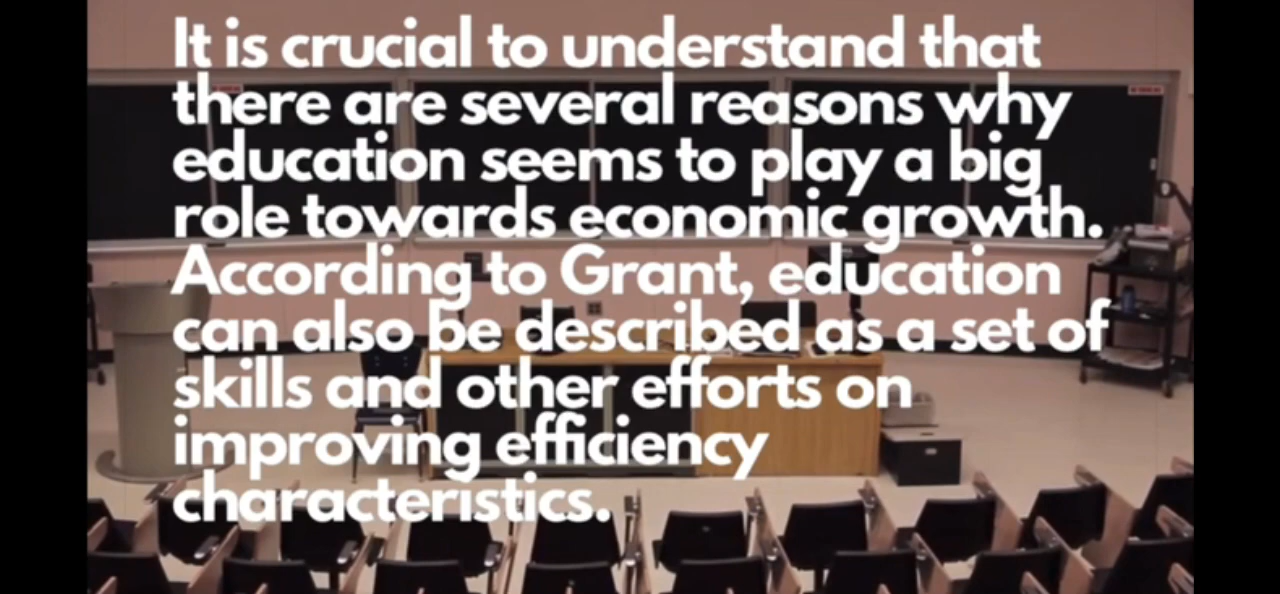 It is crucial to understand that
there are several reasons why
education seems to play a big
role towards economic growth.
According to Grant, education
can also be described as a set of
skills and other efforts on
improving efficiency
characteristics.